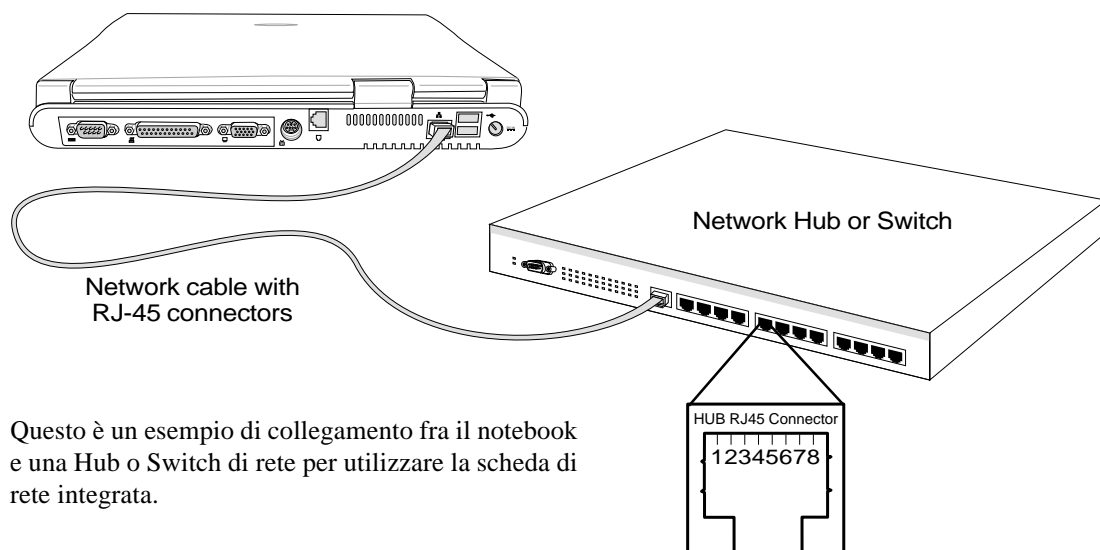 Network Hub or Switch
Network cable with
RJ-45 connectors
HUB RJ45 Connector
12345678
Questo è un esempio di collegamento fra il notebook
e una Hub o Switch di rete per utilizzare la scheda di
rete integrata.